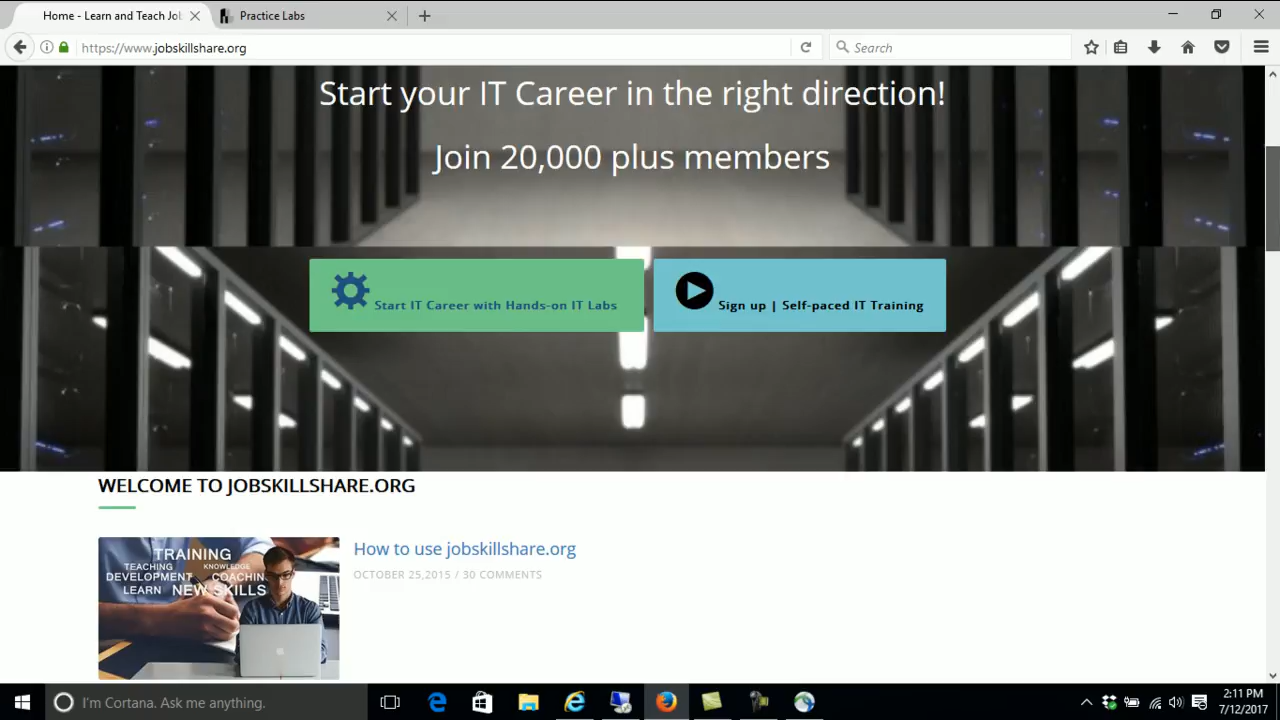 Home - Learn and Teach Jol
Practice Labs
https://www.jobskillshare.org
Search
Start your IT Career in the right direction!
Join 20,000 plus members
Start IT Career with Hands-on IT Labs
Sign up | Self-paced IT Training
WELCOME TO JOBSKILLSHARE.ORG
TRAINING
TEACHING KNOWLEDGE
DEVELOPMENT COACHIN
LEARN NEW SKILLS
How to use jobskillshare.org
OCTOBER 25,2015 / 30 COMMENTS
I'm Cortana. Ask me anything.
2:11 PM
7/12/2017